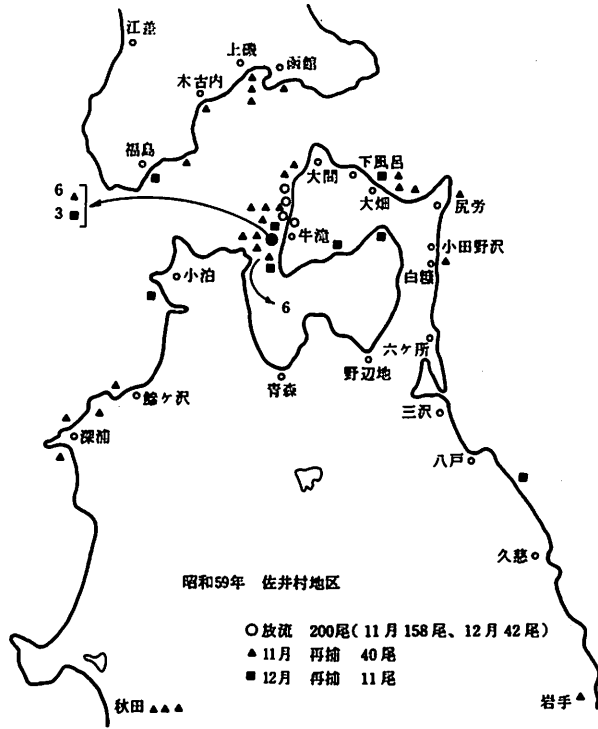 江差
上磯
函館
木古内
福島
大間
下風呂
大畑
尻労
6
3
牛滝
小田野沢
白糠
小泊
6
六ケ所
野辺地
青森
鯵ケ沢
三沢
深浦
八戸
久慈
昭和59年 佐井村地区
放流 200尾(11月158尾、12月42尾)
11月 再捕 40尾
12月 再捕 11尾
秋田
岩手